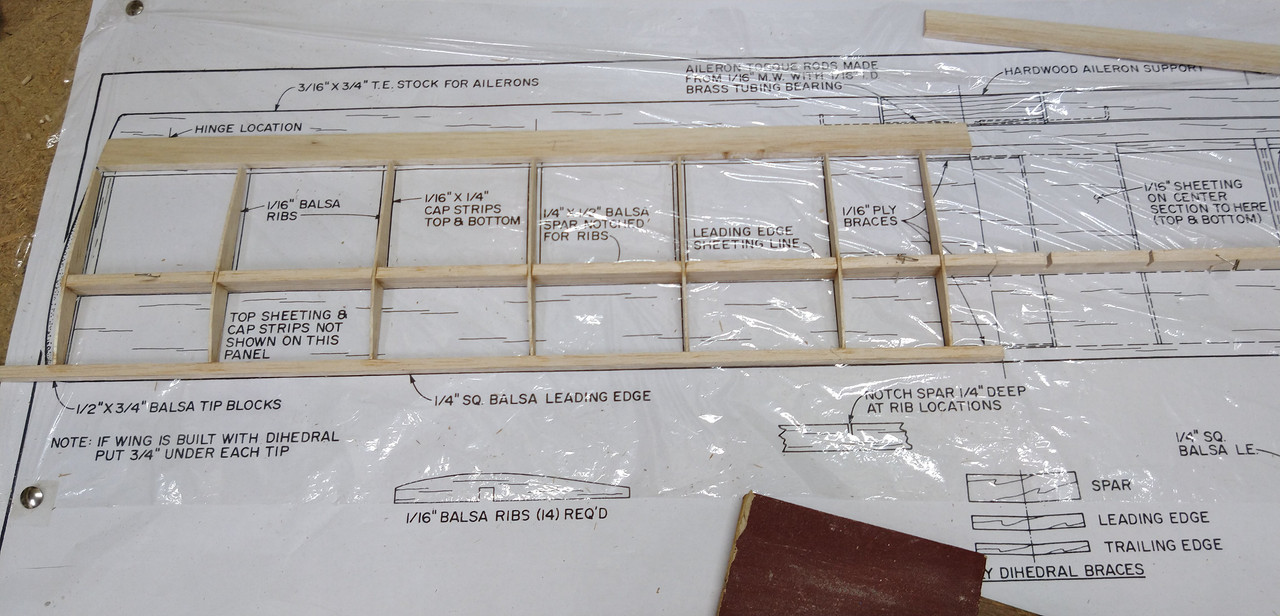 3/16" X 3/4" T.E. STOCK FOR AILERONS
AILERON TORQUE RODS MADE
FROM 1/16" M.W. WITH 1/16" I D
BRASS TUBING BEARING
HARDWOOD AILERON SUPPORT
HINGE LOCATION
1/16" BALSA
RIBS
1/16" X 1/4"
CAP STRIPS
TOP & BOTTOM
1/4" X 1/2" BALSA
SPAR NOTCHED
FOR RIBS
LEADING EDGE
SHEETING LINE
1/16" PLY
BRACES
1/16" SHEETING
ON CENTER
SECTION TO HERE
(TOP & BOTTOM)
TOP SHEETING &
CAP STRIPS NOT
SHOWN ON THIS
PANEL
1/2" X 3/4" BALSA TIP BLOCKS
1/4" SQ. BALSA LEADING EDGE
NOTCH SPAR 1/4" DEEP
AT RIB LOCATIONS
NOTE: IF WING IS BUILT WITH DIHEDRAL
PUT 3/4" UNDER EACH TIP
1/4" SQ.
BALSA LE
1/16" BALSA RIBS (14) REQ'D
SPAR
LEADING EDGE
TRAILING EDGE
Y DIHEDRAL BRACES